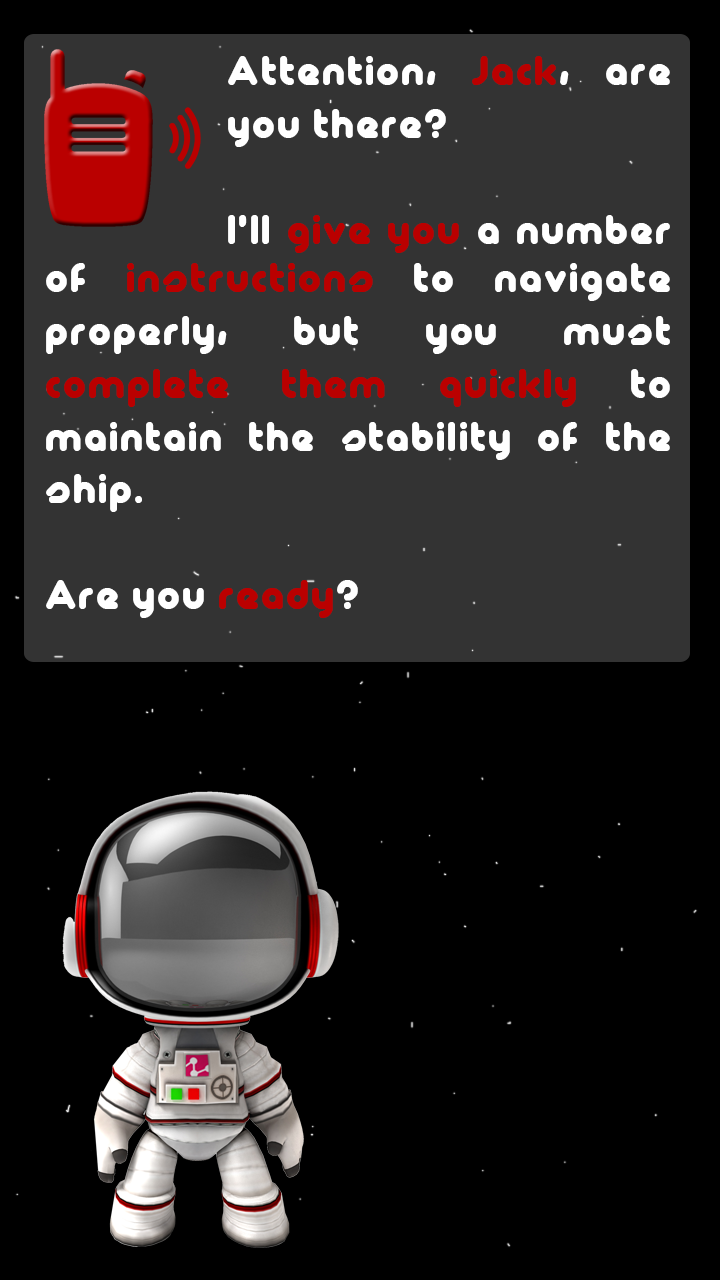 Attention, Jack, are
you there?
I'll give you a number
of instructions to navigate
properly, but you must
complete them quickly to
maintain the stability of the
ship.
Are you ready?